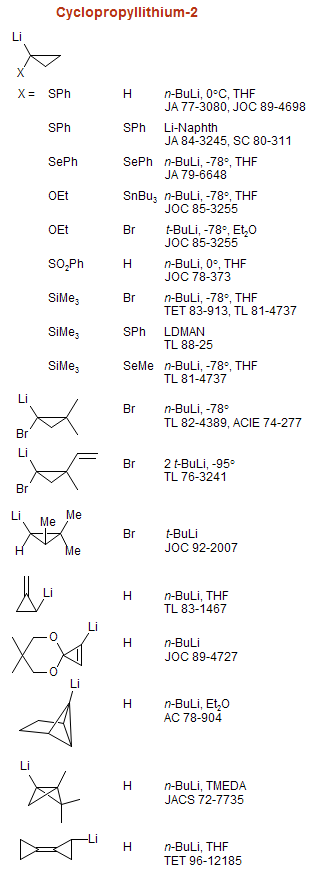 Cyclopropyllithium-2
Li
X
X = SPh H n-BuLi, 0°C, THF
JA 77-3080, JOC 89-4698
SPh SPh Li-Naphth
JA 84-3245, SC 80-311
SePh SePh n-BuLi, -78°, THF
JA 79-6648
OEt SnBu3 n-BuLi, -78°, THF
JOC 85-3255
OEt Br t-BuLi, -78°, Et2O
JOC 85-3255
SO2Ph H n-BuLi, 0°, THF
JOC 78-373
SiMe3 Br n-BuLi, -78°, THF
TET 83-913, TL 81-4737
SiMe3 SPh LDMAN
TL 88-25
SiMe3 SeMe n-BuLi, -78°, THF
TL 81-4737
Li
Br n-BuLi, -78°
TL 82-4389, ACIE 74-277
Br
Li
Br 2 t-BuLi, -95°
TL 76-3241
Br
Li Me Me
Br t-BuLi
H Me JOC 92-2007
Li H n-BuLi, THF
TL 83-1467
Li
O H n-BuLi
JOC 89-4727
O
Li
H n-BuLi, Et2O
AC 78-904
Li
H n-BuLi, TMEDA
JACS 72-7735
Li H n-BuLi, THF
TET 96-12185